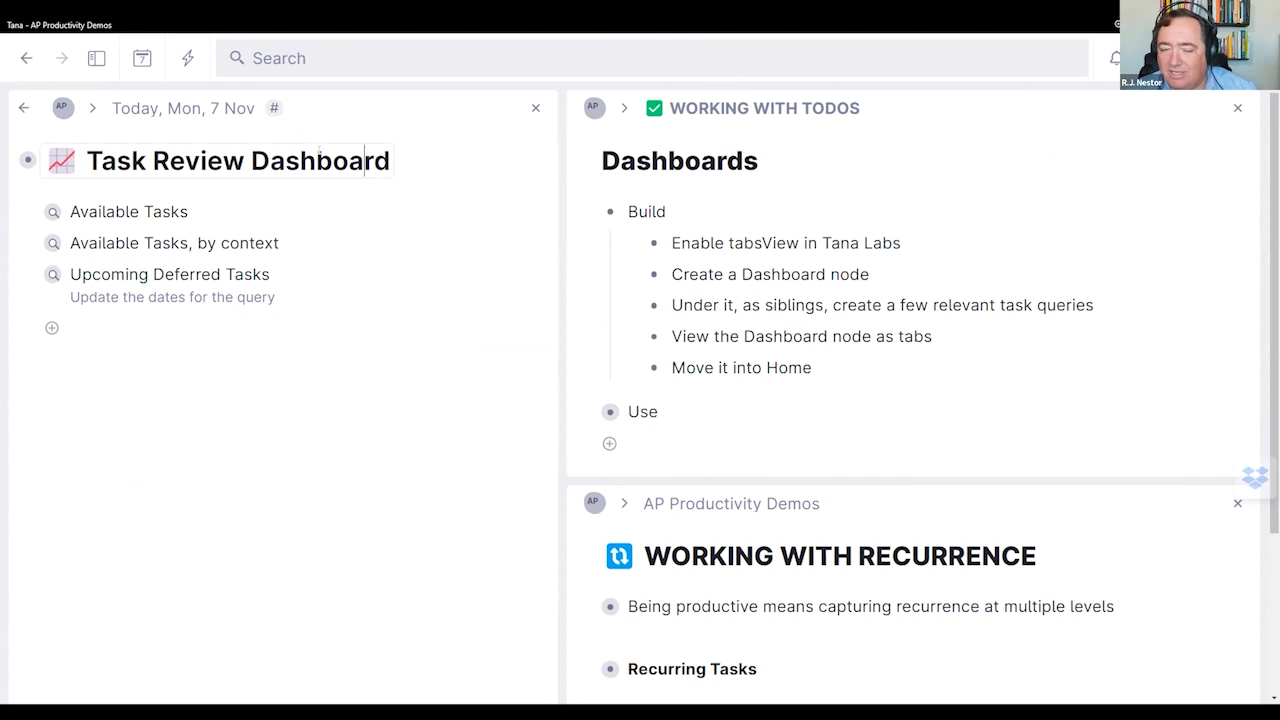 Tana - AP Productivity Demos
7
Search
R.J. Nestor
AP
Today, Mon, 7 Nov #
Task Review Dashboard
Available Tasks
Available Tasks, by context
Upcoming Deferred Tasks
Update the dates for the query
AP
WORKING WITH TODOS
Dashboards
Build
Enable tabsView in Tana Labs
Create a Dashboard node
Under it, as siblings, create a few relevant task queries
View the Dashboard node as tabs
Move it into Home
Use
AP
AP Productivity Demos
WORKING WITH RECURRENCE
Being productive means capturing recurrence at multiple levels
Recurring Tasks